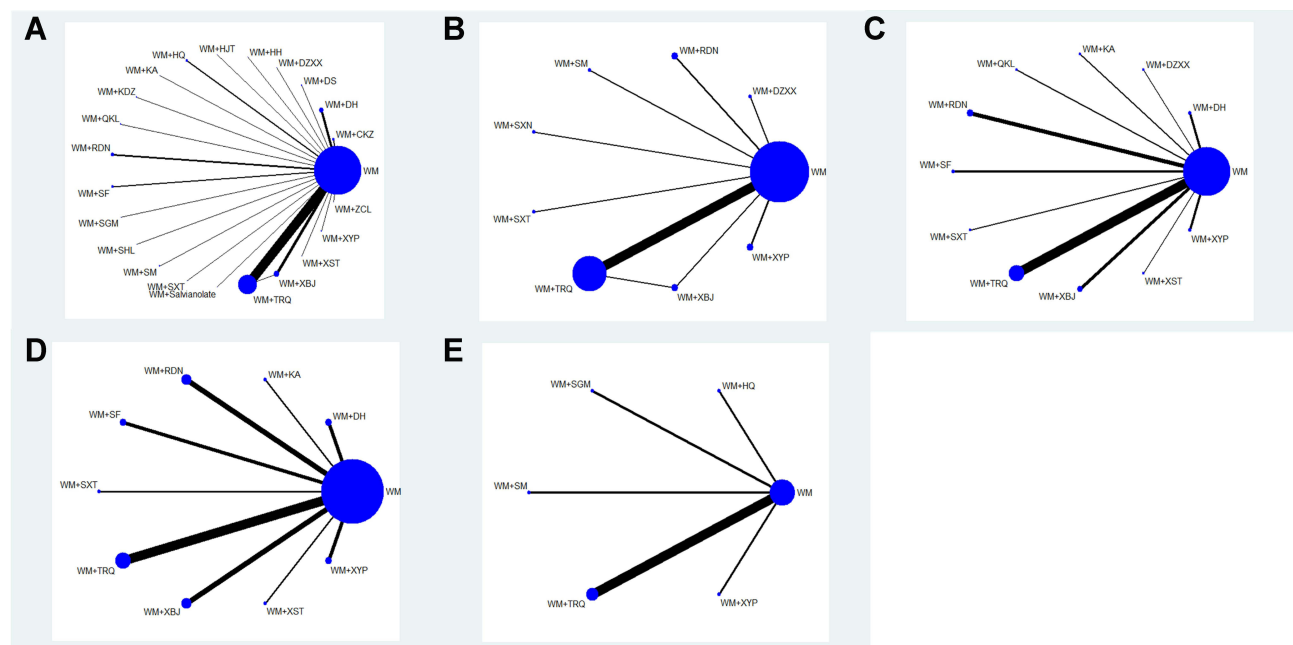 A
WM+HJT
WM+HH
WM+HQ
WM+DZXX
WM+KA
WM+DS
WM+KDZ
WM+DH
WM+QKL
WM+CKZ
WM+RDN
WM
WM+SF
WM+ZCL
WM+SGM
WM+XYP
WM+SHL
WM+XST
WM+SM
WM+XBJ
WM+SXT
WM+Salvianolate
WM+TRQ
B
WM+RDN
WM+SM
WM+DZXX
WM+SXN
WM
WM+SXT
WM+XYP
WM+TRQ
WM+XBJ
C
WM+KA
WM+QKL
WM+DZXX
WM+RDN
WM+DH
WM+SF
WM
WM+SXT
WM+XYP
WM+TRQ
WM+XST
WM+XBJ
D
WM+RDN
WM+KA
WM+SF
WM+DH
WM+SXT
WM
WM+TRQ
WM+XYP
WM+XBJ
WM+XST
E
WM+SGM
WM+HQ
WM+SM
WM
WM+TRQ
WM+XYP